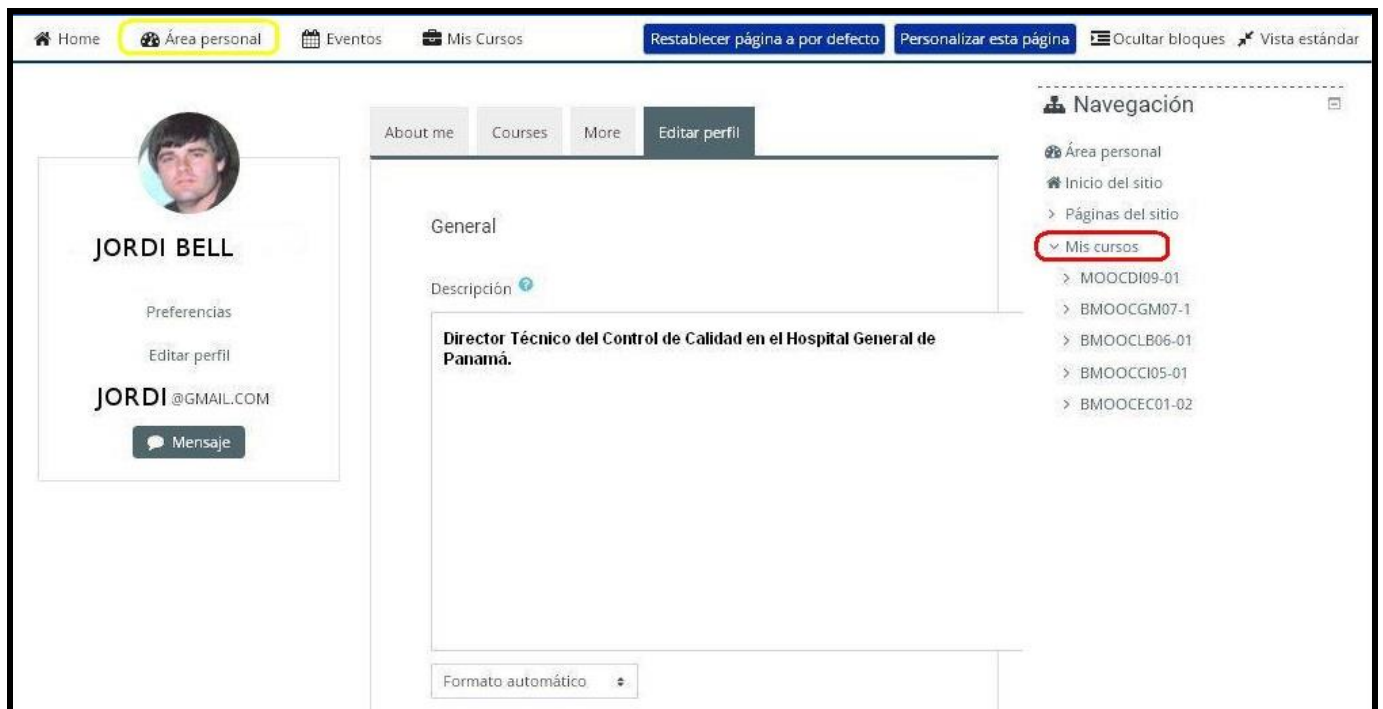 Home Área personal Eventos Mis Cursos Restablecer página a por defecto Personalizar esta página Ocultar bloques Vista estándar
JORDI BELL
Preferencias
Editar perfil
JORDI @GMAIL.COM
Mensaje
About me Courses More Editar perfil
General
Descripción
Director Técnico del Control de Calidad en el Hospital General de
Panamá.
Formato automático
Navegación
Área personal
Inicio del sitio
Páginas del sitio
Mis cursos
MOOCDI09-01
BMOOCGM07-1
BMOOCLB06-01
BMOOCCI05-01
BMOOCEC01-02